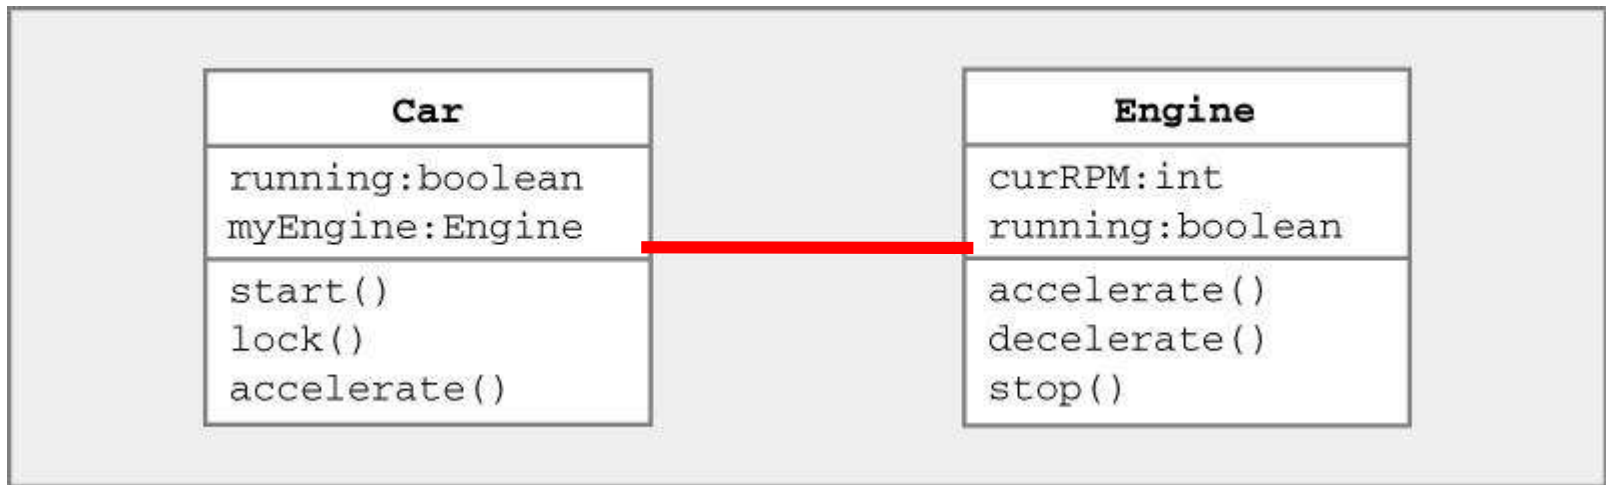 Car
running:boolean
myEngine:Engine
start()
lock()
accelerate()
Engine
curRPM:int
running:boolean
accelerate()
decelerate()
stop()